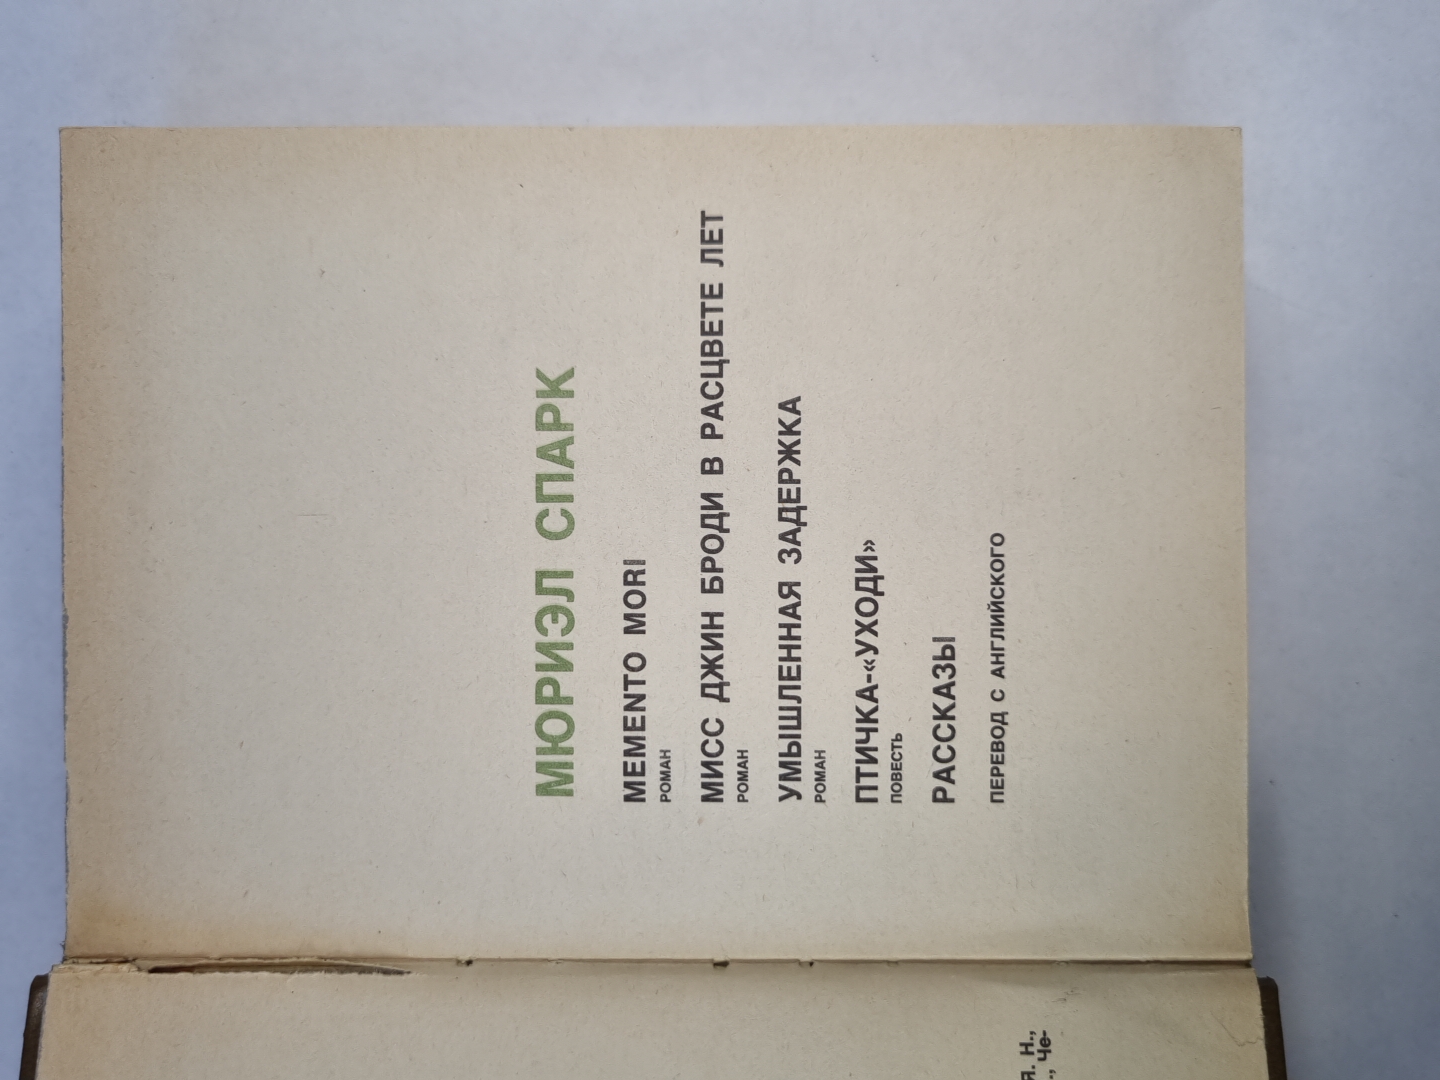 МЮРИЭЛ СПАРК
MEMENTO MORI
РОМАН
МИСС ДЖИН БРОДИ В РАСЦВЕТЕ ЛЕТ
РОМАН
УМЫШЛЕННАЯ ЗАДЕРЖКА
РОМАН
ПТИЧКА-«УХОДИ»
ПОВЕСТЬ
РАССКАЗЫ
ПЕРЕВОД С АНГЛИЙСКОГО
Я. Н.,
., Че-